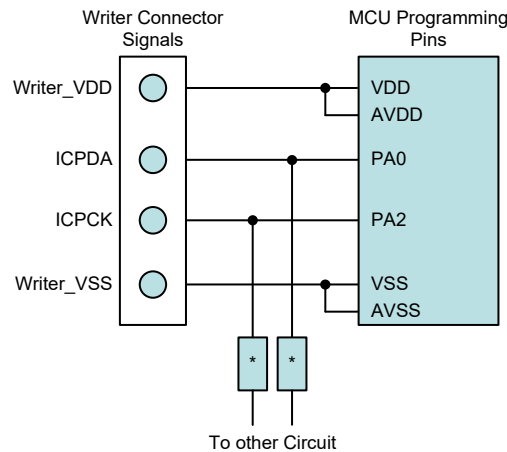 Writer Connector
Signals
MCU Programming
Pins
Writer_VDD
VDD
AVDD
ICPDA
PA0
ICPCK
PA2
Writer_VSS
VSS
AVSS
*
*
To other Circuit